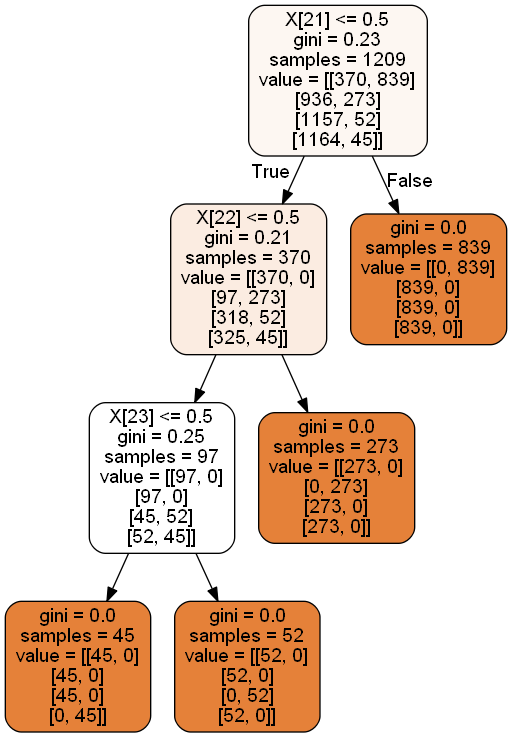 X[21] <= 0.5
gini = 0.23
samples = 1209
value = [[370, 839]
[936, 273]
[1157, 52]
[1164, 45]]
True
False
X[22] <= 0.5
gini = 0.21
samples = 370
value = [[370, 0]
[97, 273]
[318, 52]
[325, 45]]
gini = 0.0
samples = 839
value = [[0, 839]
[839, 0]
[839, 0]
[839, 0]]
X[23] <= 0.5
gini = 0.25
samples = 97
value = [[97, 0]
[97, 0]
[45, 52]
[52, 45]]
gini = 0.0
samples = 273
value = [[273, 0]
[0, 273]
[273, 0]
[273, 0]]
gini = 0.0
samples = 45
value = [[45, 0]
[45, 0]
[45, 0]
[0, 45]]
gini = 0.0
samples = 52
value = [[52, 0]
[52, 0]
[0, 52]
[52, 0]]